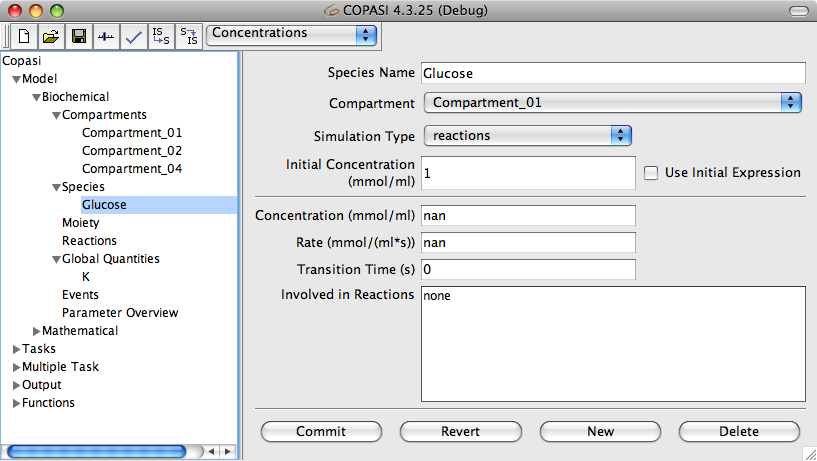 COPASI 4.3.25 (Debug)
IS
S
S
IS
Concentrations
Copasi
Model
Biochemical
Compartments
Compartment_01
Compartment_02
Compartment_04
Species
Glucose
Moiety
Reactions
Global Quantities
K
Events
Parameter Overview
Mathematical
Tasks
Multiple Task
Output
Functions
Species Name Glucose
Compartment Compartment_01
Simulation Type reactions
Initial Concentration
(mmol/ml) 1 Use Initial Expression
Concentration (mmol/ml) nan
Rate (mmol/(ml*s)) nan
Transition Time (s) 0
Involved in Reactions none
Commit Revert New Delete